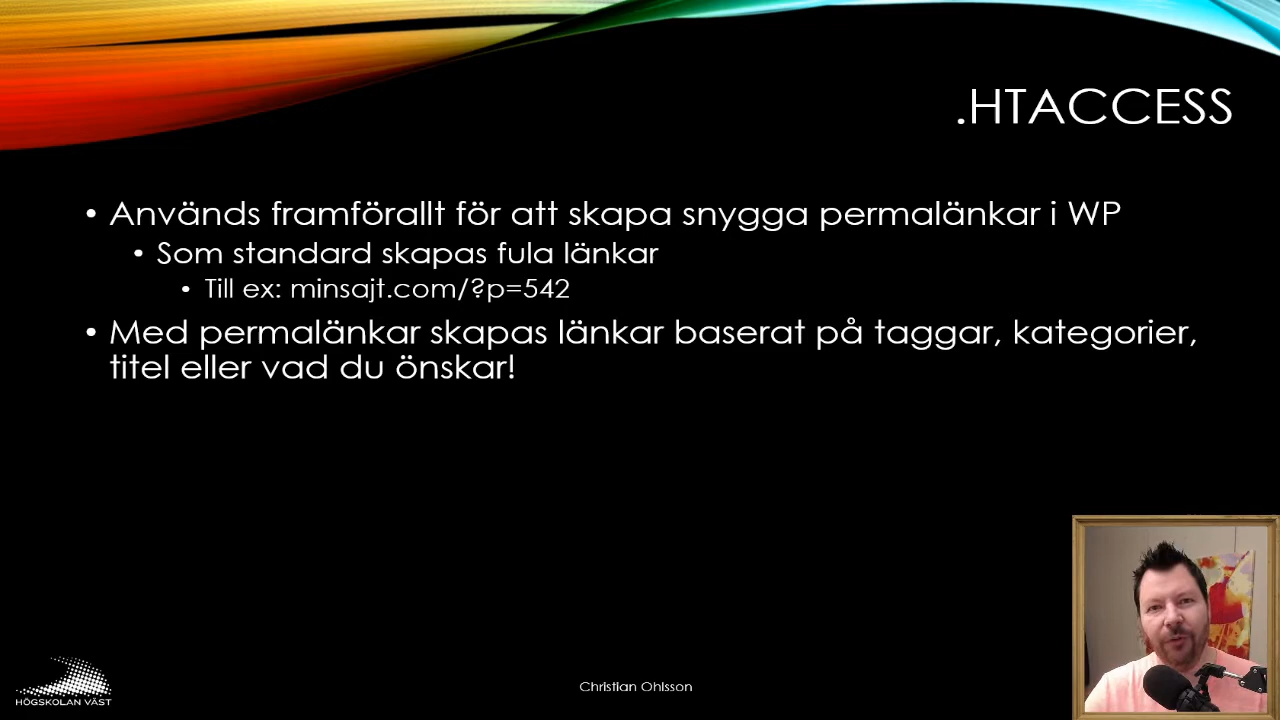 .HTACCESS
• Används framförallt för att skapa snygga permalänkar i WP
• Som standard skapas fula länkar
• Till ex: minsajt.com/?p=542
• Med permalänkar skapas länkar baserat på taggar, kategorier,
titel eller vad du önskar!
HÖGSKOLAN VÄST
Christian Ohlsson